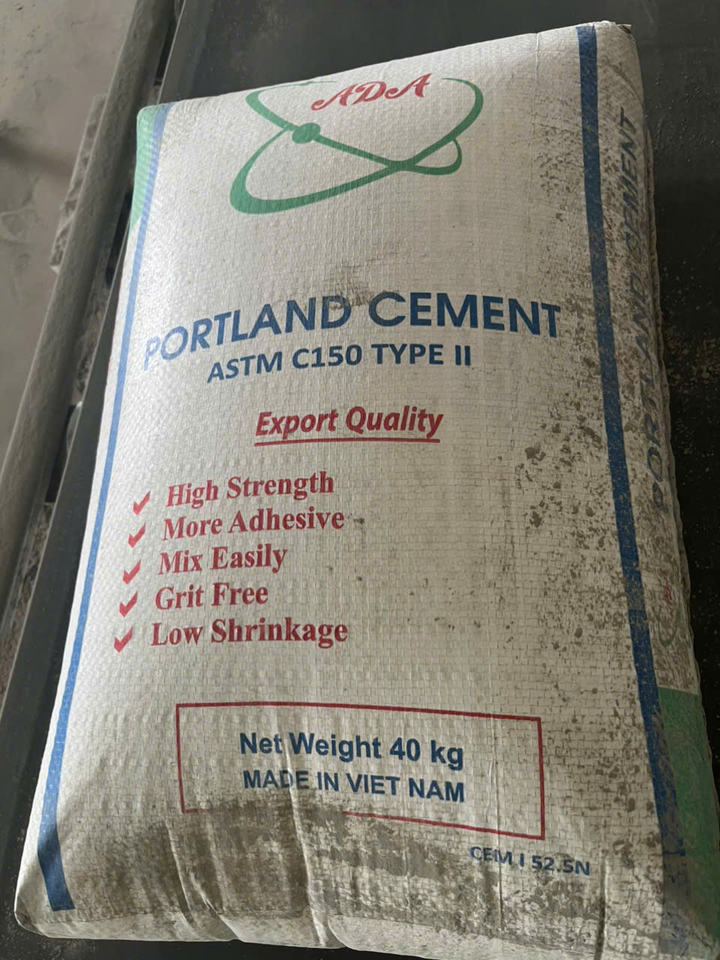 ADA
PORTLAND CEMENT
ASTM C150 TYPE II
Export Quality
High Strength
More Adhesive
Mix Easily
Grit Free
Low Shrinkage
Net Weight 40 kg
MADE IN VIET NAM
CEM I 52.5N
PORTLAND CEMENT